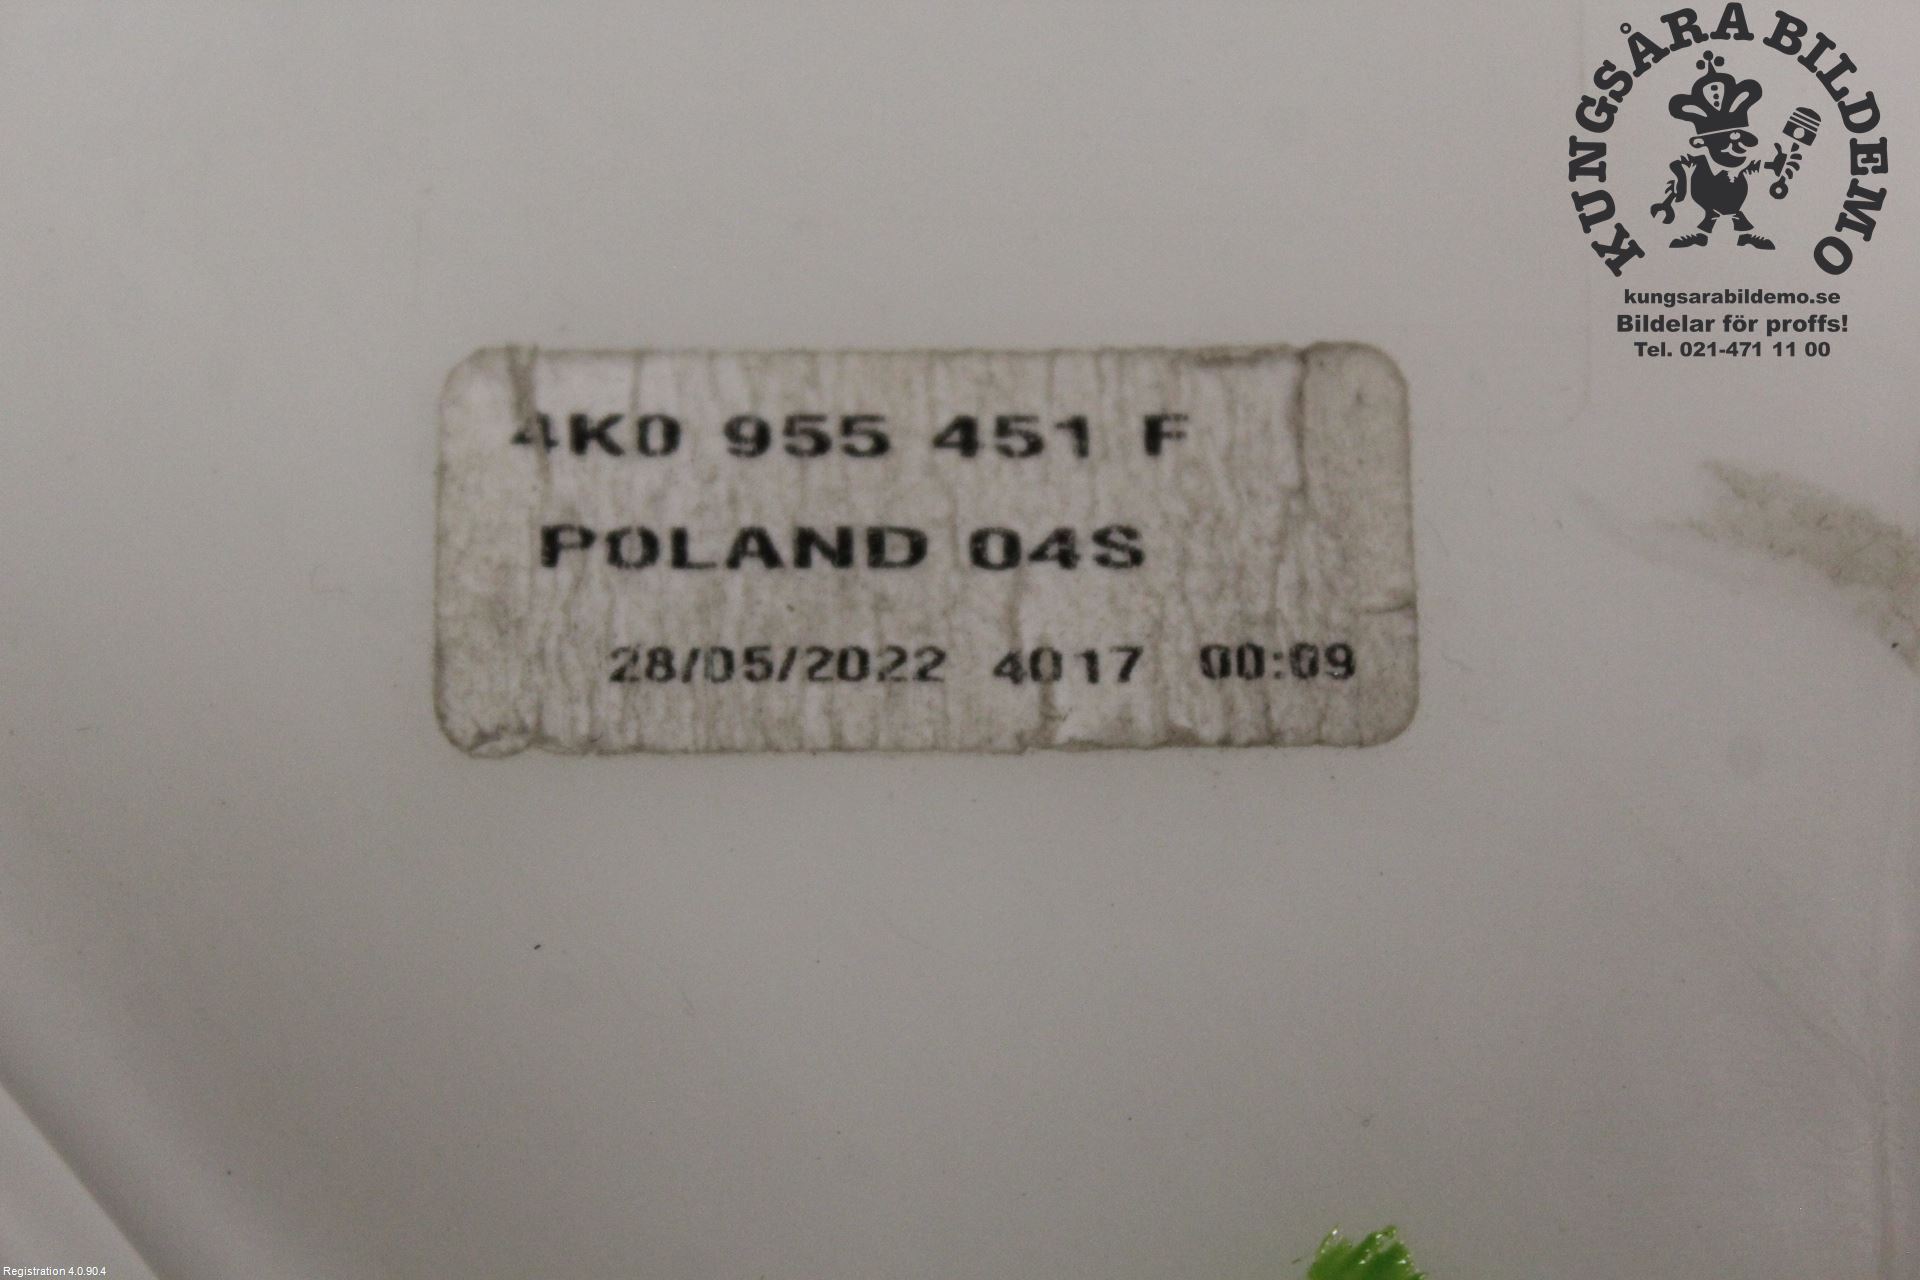 KUNGSÅRA BILDEMO
kungsarabildemo.se
Bildelar för proffs!
Tel. 021-471 11 00
4K0 955 451 F
POLAND 04S
28/05/2022 4017 00:09
Registration 4.0.90.4